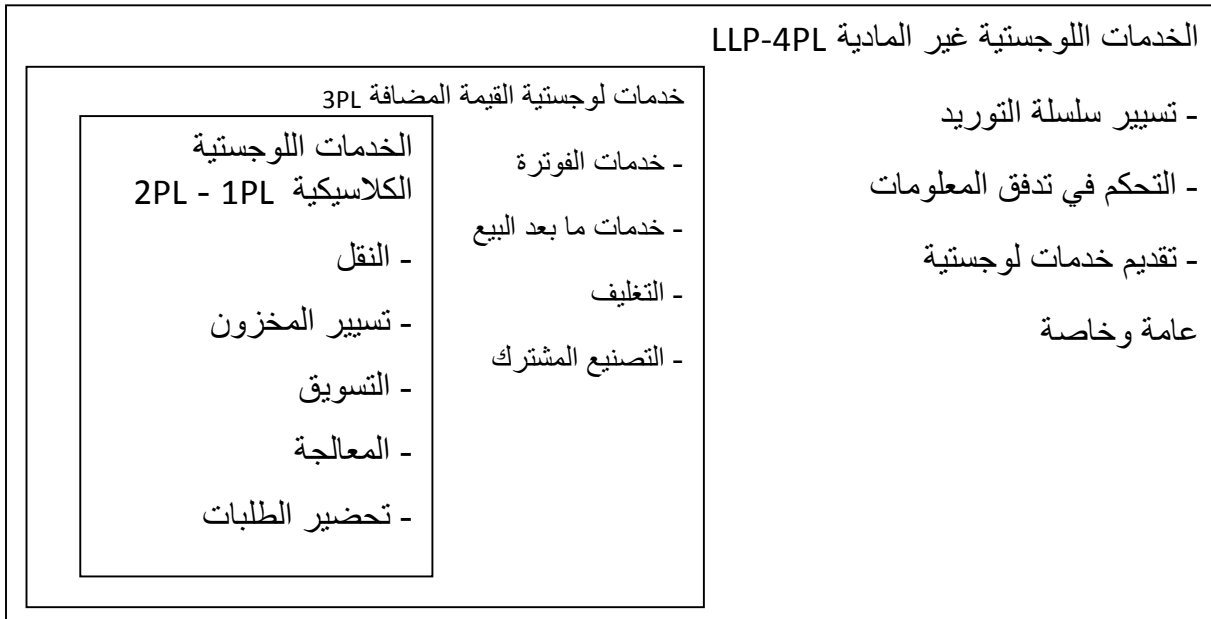 الخدمات اللوجستية غير المادية LLP-4PL
- تسيير سلسلة التوريد
- التحكم في تدفق المعلومات
- تقديم خدمات لوجستية
عامة وخاصة
خدمات لوجستية القيمة المضافة 3PL
- خدمات الفوترة
- خدمات ما بعد البيع
- التغليف
- التصنيع المشترك
الخدمات اللوجستية
الكلاسيكية 2PL - 1PL
- النقل
- تسيير المخزون
- التسويق
- المعالجة
- تحضير الطلبات